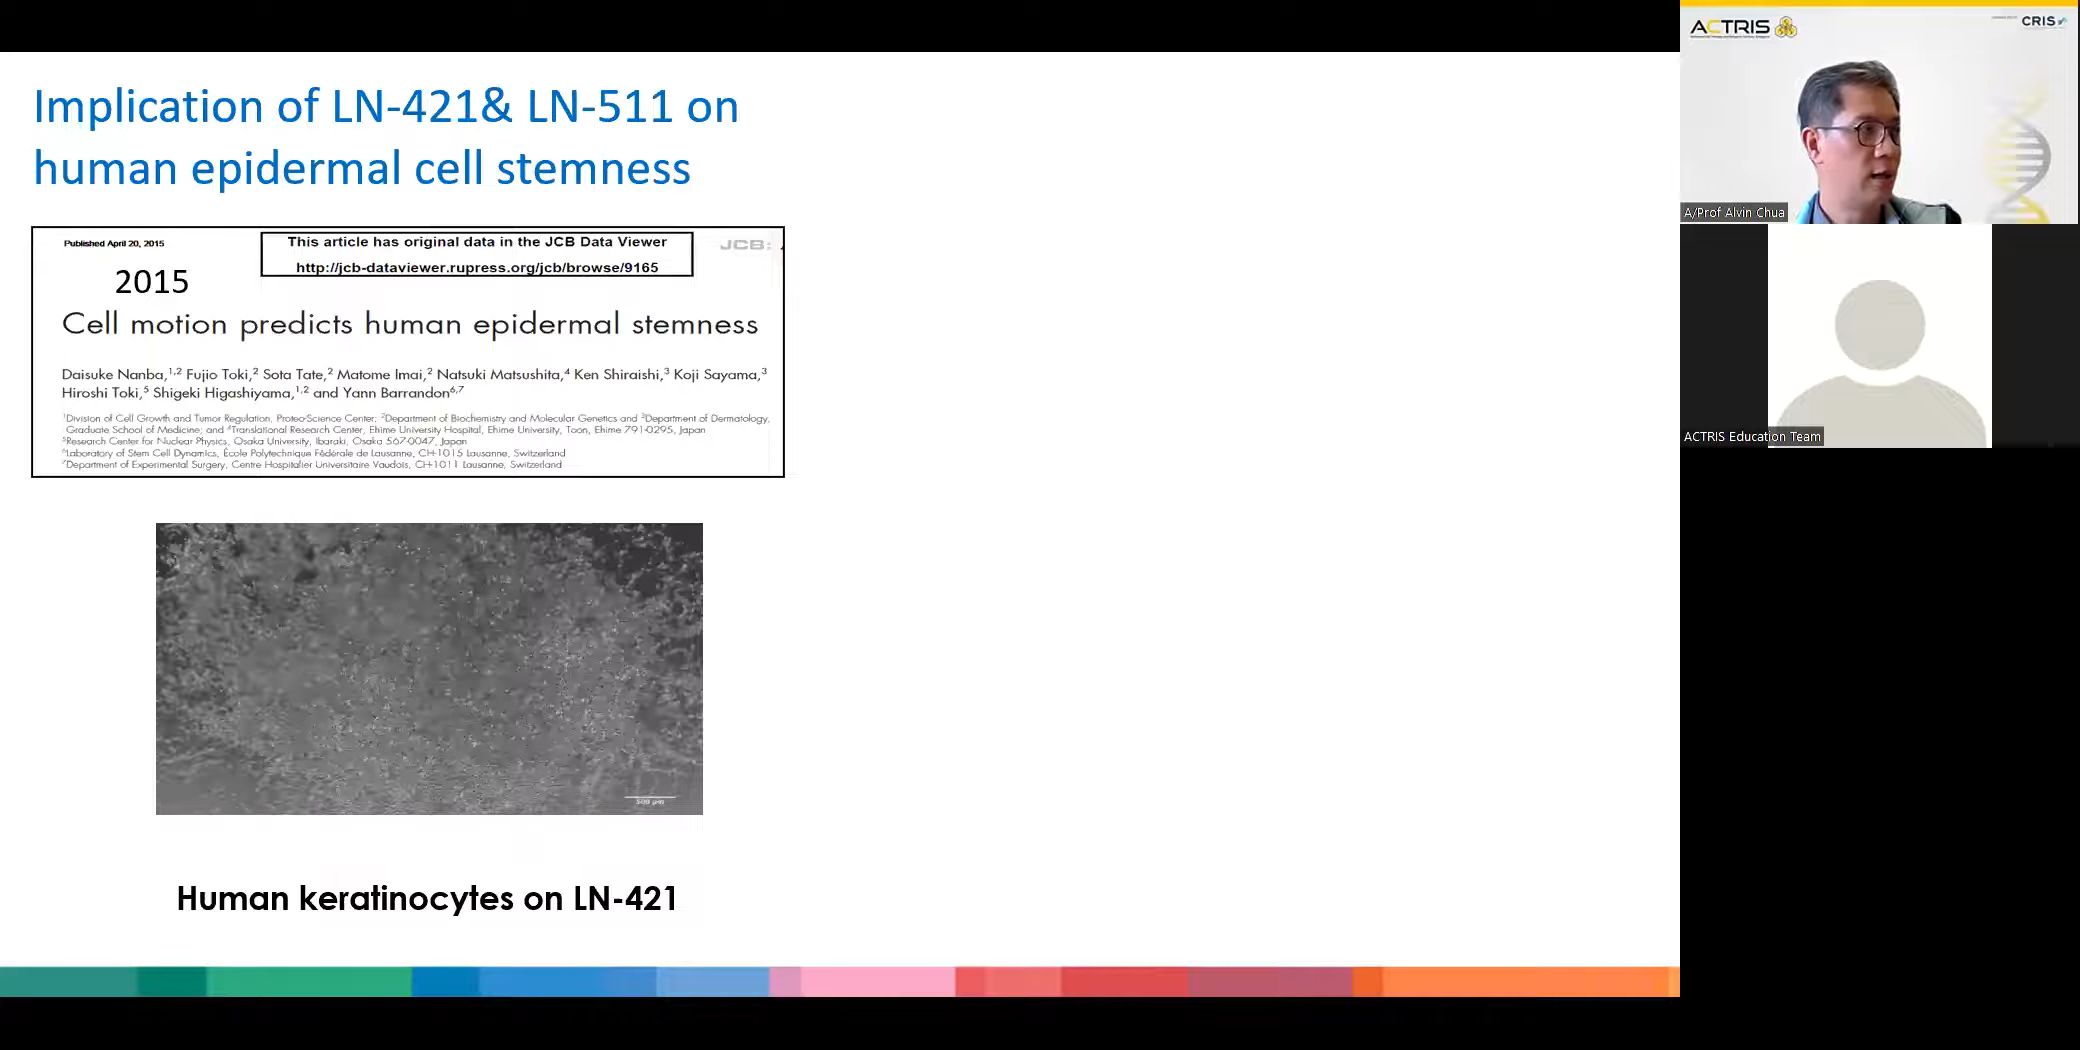 Implication of LN-421& LN-511 on
human epidermal cell stemness
Published April 20, 2015
This article has original data in the JCB Data Viewer
http://jcb-dataviewer.rupress.org/jcb/browse/9165
JCB:
2015
Cell motion predicts human epidermal stemness
Daisuke Nanba,1,2 Fujio Toki,2 Sota Tate,2 Matome Imai,2 Natsuki Matsushita,4 Ken Shiraishi,3 Koji Sayama,3
Hiroshi Toki,5 Shigeki Higashiyama,1,2 and Yann Barrandon6,7
1Division of Cell Growth and Tumor Regulation, Proteo-Science Center; 2Department of Biochemistry and Molecular Genetics and 3Department of Dermatology,
Graduate School of Medicine; and 4Translational Research Center, Ehime University Hospital, Ehime University, Toon, Ehime 791-0295, Japan
5Research Center for Nuclear Physics, Osaka University, Ibaraki, Osaka 567-0047, Japan
6Laboratory of Stem Cell Dynamics, École Polytechnique Fédérale de Lausanne, CH-1015 Lausanne, Switzerland
7Department of Experimental Surgery, Centre Hospitalier Universitaire Vaudois, CH-1011 Lausanne, Switzerland
500 µm
Human keratinocytes on LN-421
ACTRIS
CRIS
A/Prof Alvin Chua
ACTRIS Education Team